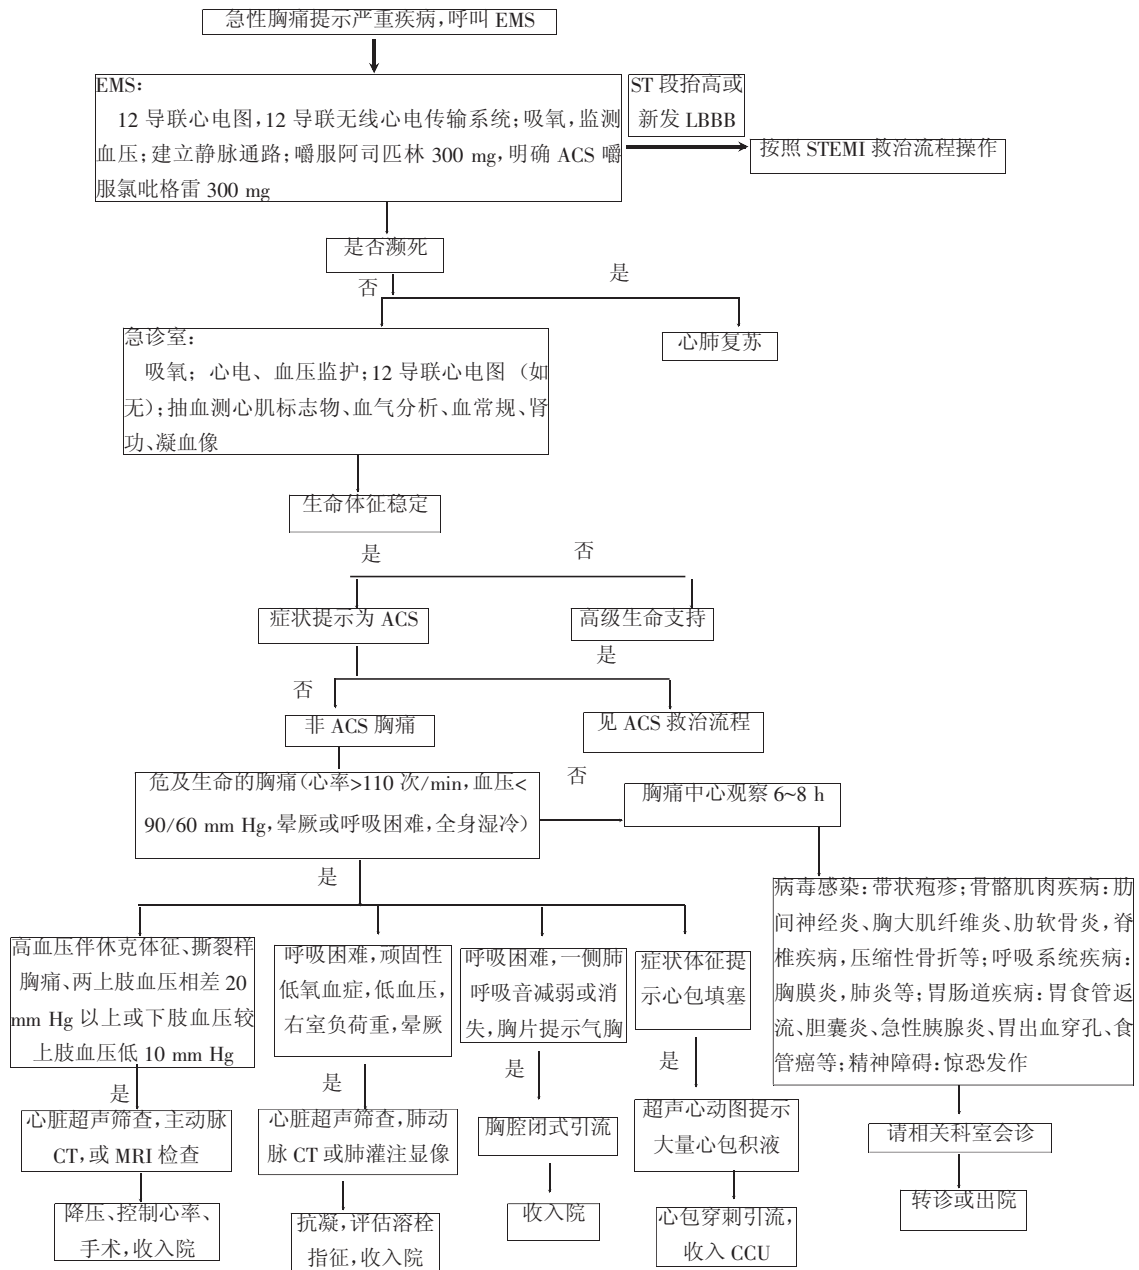 急性胸痛提示严重疾病,呼叫 EMS
EMS:
12 导联心电图,12 导联无线心电传输系统;吸氧,监测
血压;建立静脉通路;嚼服阿司匹林 300 mg,明确 ACS 嚼
服氯吡格雷 300 mg
ST 段抬高或
新发 LBBB
按照 STEMI 救治流程操作
是否濒死
否
是
急诊室:
吸氧; 心电、血压监护;12 导联心电图 (如
无);抽血测心肌标志物、血气分析、血常规、肾
功、凝血像
心肺复苏
生命体征稳定
是
否
症状提示为 ACS
高级生命支持
否
是
非 ACS 胸痛
见 ACS 救治流程
危及生命的胸痛(心率>110 次/min,血压<
90/60 mm Hg,晕厥或呼吸困难,全身湿冷)
否
胸痛中心观察 6~8 h
是
高血压伴休克体征、撕裂样
胸痛、两上肢血压相差 20
mm Hg 以上或下肢血压较
上肢血压低 10 mm Hg
呼吸困难,顽固性
低氧血症,低血压,
右室负荷重,晕厥
呼吸困难,一侧肺
呼吸音减弱或消
失,胸片提示气胸
症状体征提
示心包填塞
病毒感染:带状疱疹;骨骼肌肉疾病:肋
间神经炎、胸大肌纤维炎、肋软骨炎,脊
椎疾病,压缩性骨折等;呼吸系统疾病:
胸膜炎,肺炎等;胃肠道疾病:胃食管返
流、胆囊炎、急性胰腺炎、胃出血穿孔、食
管癌等;精神障碍:惊恐发作
是
是
是
是
心脏超声筛查,主动脉
CT,或 MRI 检查
心脏超声筛查,肺动
脉 CT 或肺灌注显像
胸腔闭式引流
超声心动图提示
大量心包积液
请相关科室会诊
降压、控制心率、
手术,收入院
抗凝,评估溶栓
指征,收入院
收入院
心包穿刺引流,
收入 CCU
转诊或出院